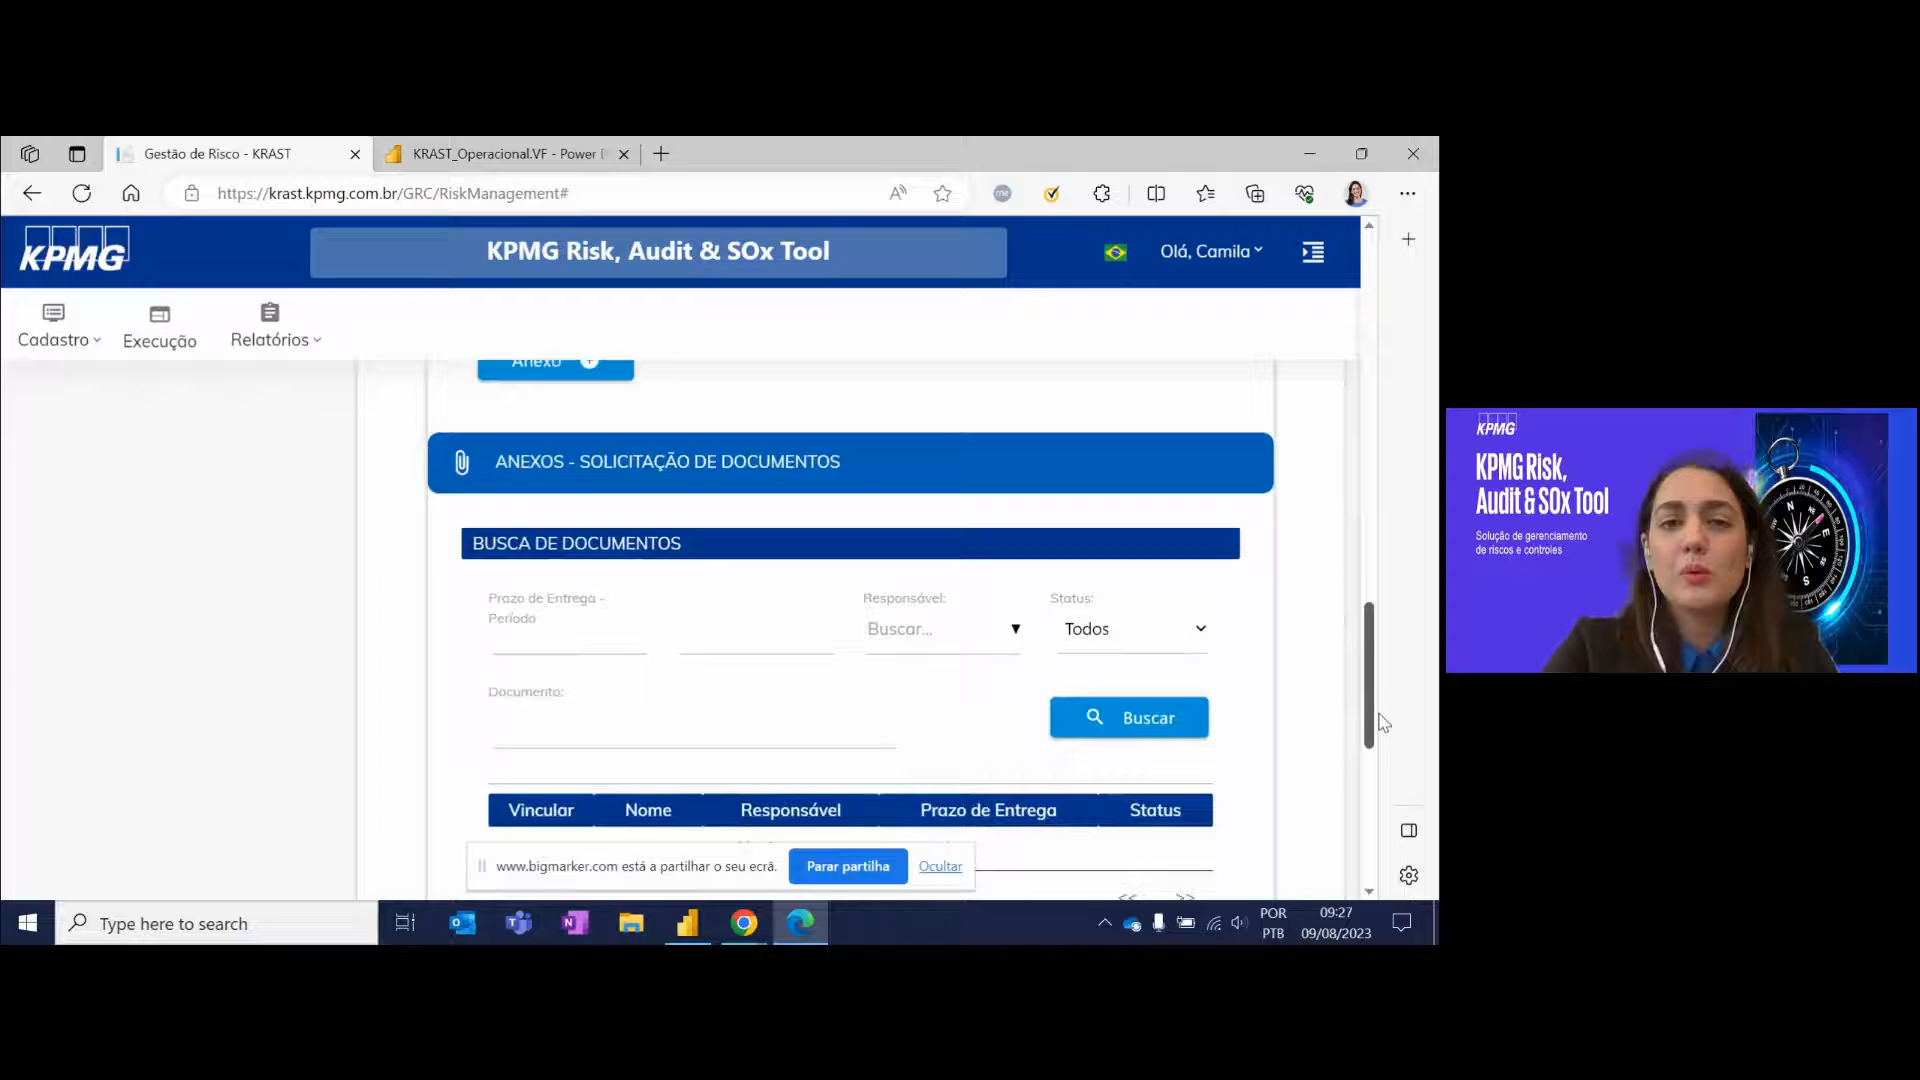 Gestão de Risco - KRAST
KRAST_Operacional.VF - Power
https://krast.kpmg.com.br/GRC/RiskManagement#
KPMG
KPMG Risk, Audit & SOx Tool
Olá, Camila
Cadastro
Execução
Relatórios
Anexo
ANEXOS - SOLICITAÇÃO DE DOCUMENTOS
BUSCA DE DOCUMENTOS
Prazo de Entrega -
Período
Responsável:
Status:
Buscar...
Todos
Documento:
Buscar
Vincular Nome Responsável Prazo de Entrega Status
www.bigmarker.com está a partilhar o seu ecrã.
Parar partilha
Ocultar
<< >>
Type here to search
POR
PTB
09:27
09/08/2023
KPMG
KPMG Risk,
Audit & SOx Tool
Solução de gerenciamento
de riscos e controles
N
NE
E
SE
S